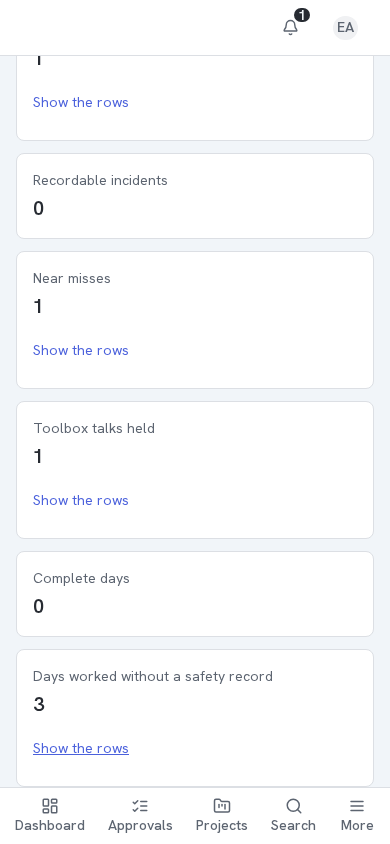 1
EA
1
Show the rows
Recordable incidents
0
Near misses
1
Show the rows
Toolbox talks held
1
Show the rows
Complete days
0
Days worked without a safety record
3
Show the rows
Dashboard Approvals Projects Search More